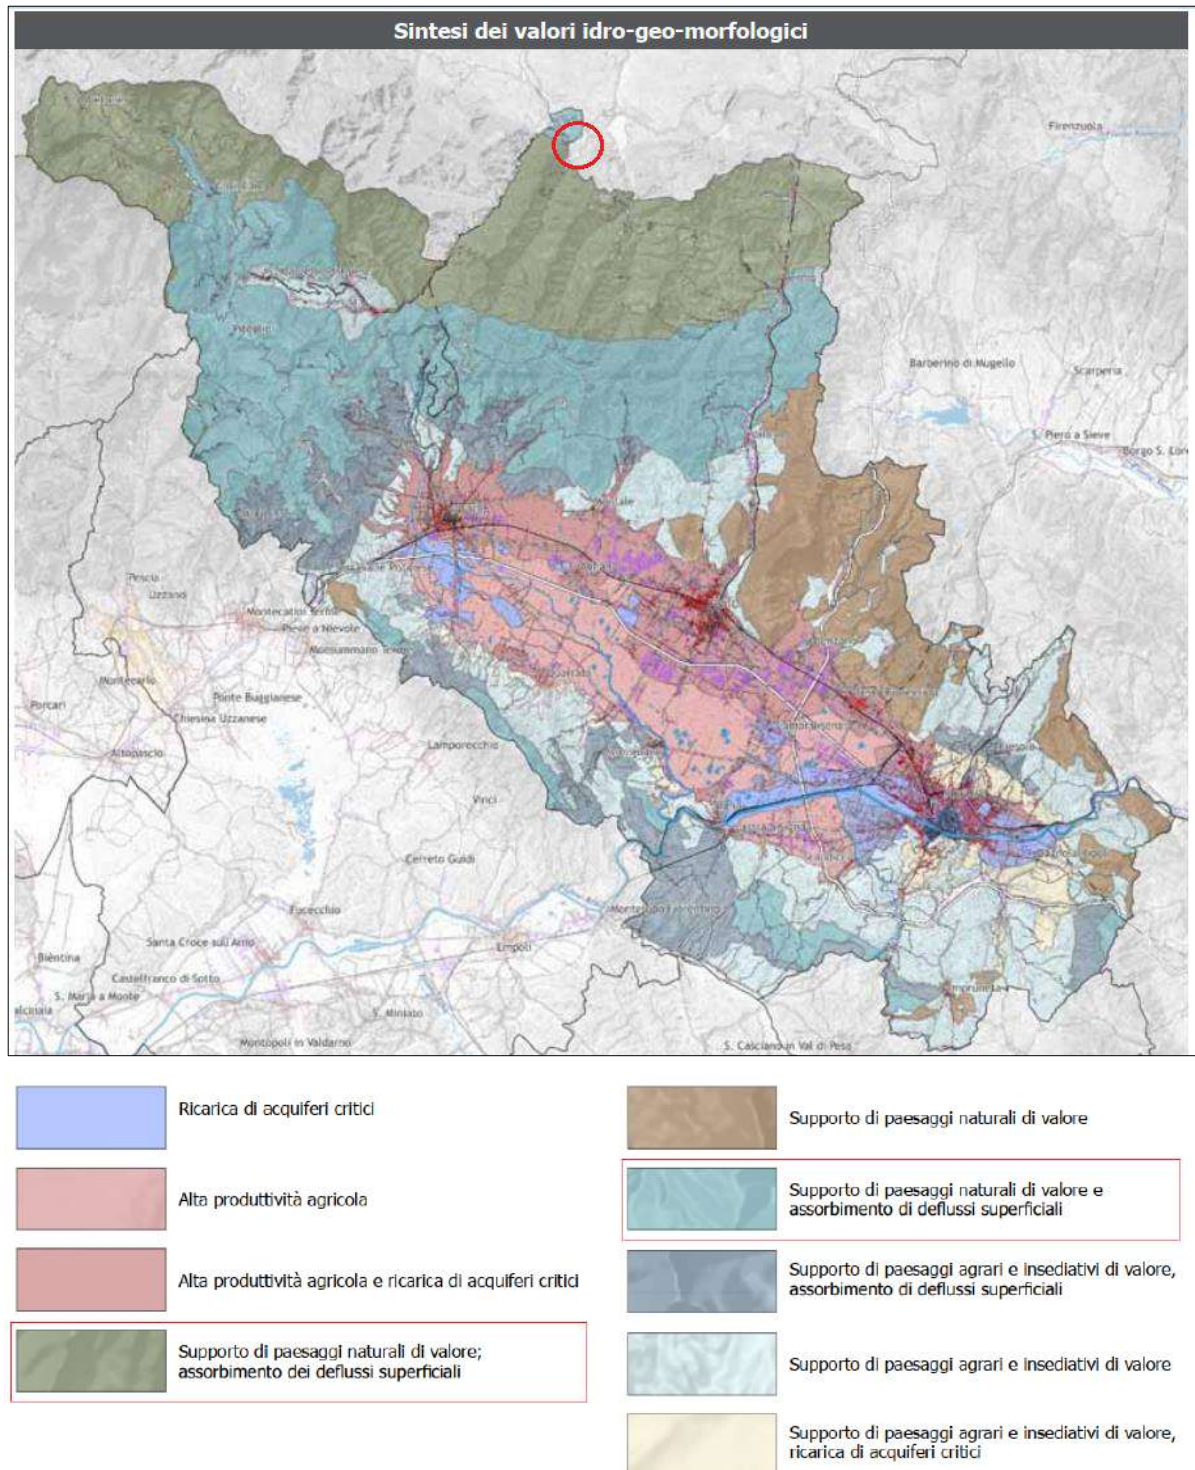 Sintesi dei valori idro-geo-morfologici
Firenzuola
Barberino di Mugello
Scarperia
S. Piero a Sieve
Borgo S. Lore
Piteglio
Pescia
Uzzano
Montecatini Terme
Pieve a Nievole
Monsummano Terme
Montecarlo
Ponte Buggianese
Porcari
Chiesina Uzzanese
Altopascio
Lamporecchio
Vinci
Cerreto Guidi
Fucecchio
Montelupo Fiorentino
Santa Croce sull'Arno
Empoli
Bientina
Castelfranco di Sotto
S. Maria a Monte
alcinaia
S. Miniato
Impruneta
Montopoli in Valdarno
S. Casciano in Val di Pesa
Ricarica di acquiferi critici
Alta produttività agricola
Alta produttività agricola e ricarica di acquiferi critici
Supporto di paesaggi naturali di valore;
assorbimento dei deflussi superficiali
Supporto di paesaggi naturali di valore
Supporto di paesaggi naturali di valore e
assorbimento di deflussi superficiali
Supporto di paesaggi agrari e insediativi di valore,
assorbimento di deflussi superficiali
Supporto di paesaggi agrari e insediativi di valore
Supporto di paesaggi agrari e insediativi di valore,
ricarica di acquiferi critici